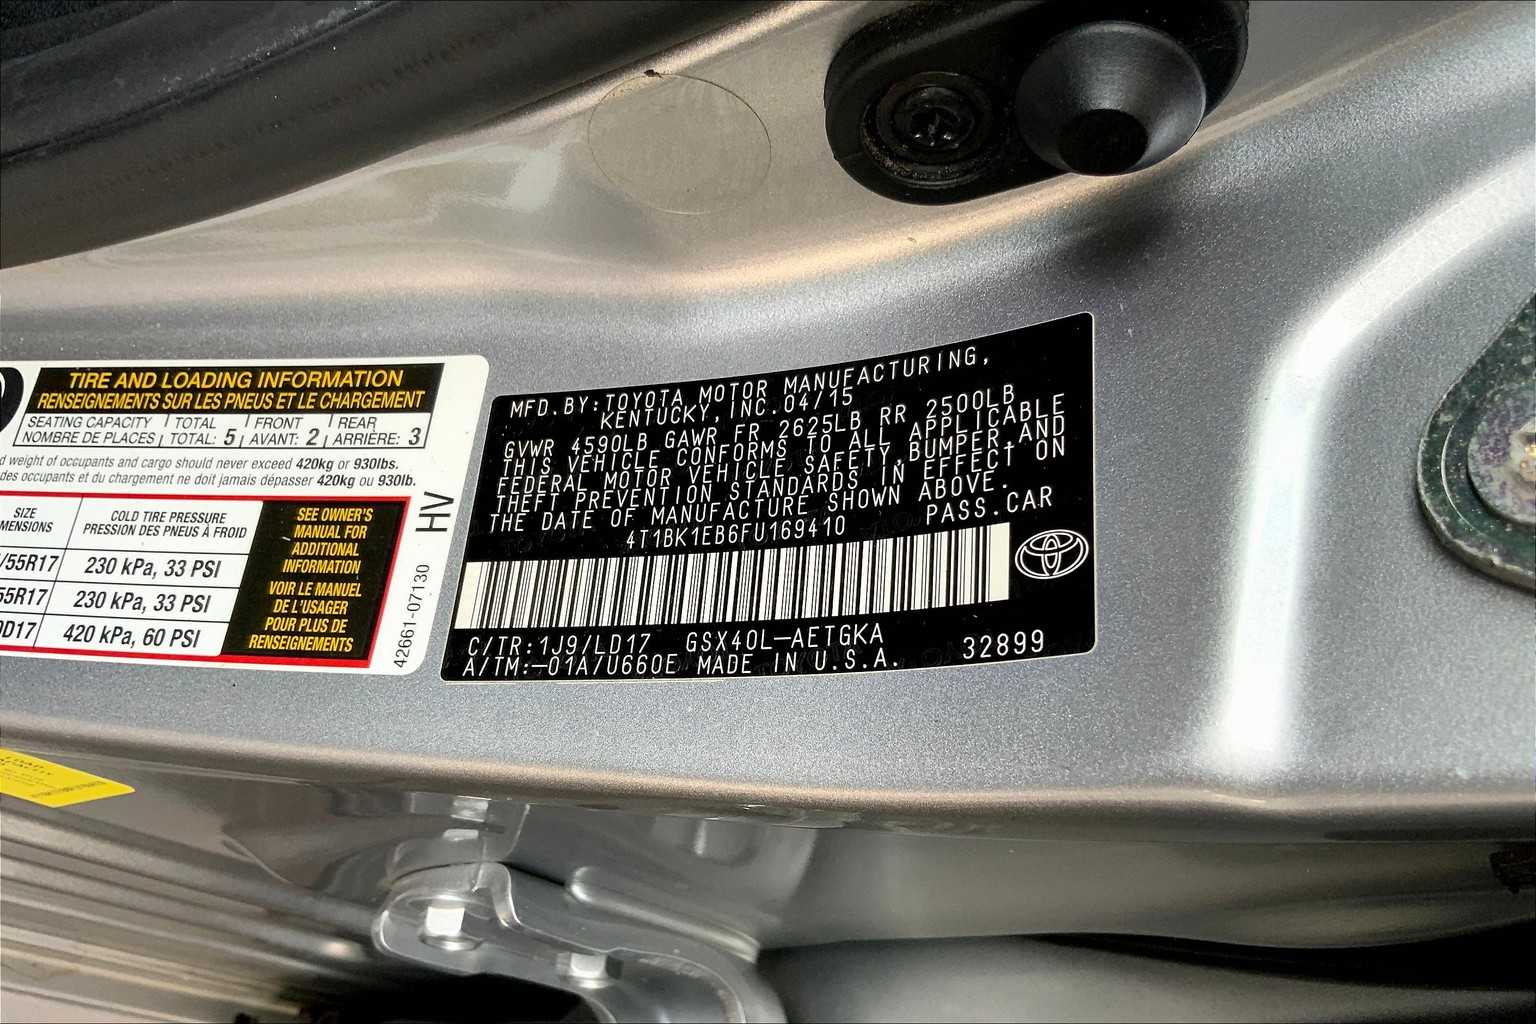 TIRE AND LOADING INFORMATION
RENSEIGNEMENTS SUR LES PNEUS ET LE CHARGEMENT
SEATING CAPACITY TOTAL FRONT REAR
NOMBRE DE PLACES TOTAL: 5 AVANT: 2 ARRIÈRE: 3
weight of occupants and cargo should never exceed 420kg or 930lbs.
des occupants et du chargement ne doit jamais dépasser 420kg ou 930lb.
SIZE
COLD TIRE PRESSURE
PRESSION DES PNEUS À FROID
/55R17 230 kPa, 33 PSI
55R17 230 kPa, 33 PSI
D17 420 kPa, 60 PSI
SEE OWNER'S
MANUAL FOR
ADDITIONAL
INFORMATION
VOIR LE MANUEL
DE L'USAGER
POUR PLUS DE
RENSEIGNEMENTS
HV
42661-07130
MFD.BY:TOYOTA MOTOR MANUFACTURING,
KENTUCKY, INC.04/15
GVWR 4590LB GAWR FR 2625LB RR 2500LB
THIS VEHICLE CONFORMS TO ALL APPLICABLE
FEDERAL MOTOR VEHICLE SAFETY,BUMPER,AND
THEFT PREVENTION STANDARDS IN EFFECT ON
THE DATE OF MANUFACTURE SHOWN ABOVE.
4T1BK1EB6FU169410 PASS.CAR
C/TR:1J9/LD17 GSX40L-AETGKA 32899
A/TM:-01A/U660E MADE IN U.S.A.